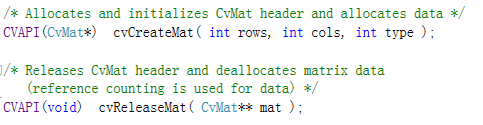 /* Allocates and initializes CvMat header and allocates data */
CVAPI(CvMat*)  cvCreateMat( int rows, int cols, int type );
/* Releases CvMat header and deallocates matrix data
(reference counting is used for data) */
CVAPI(void)  cvReleaseMat( CvMat** mat );